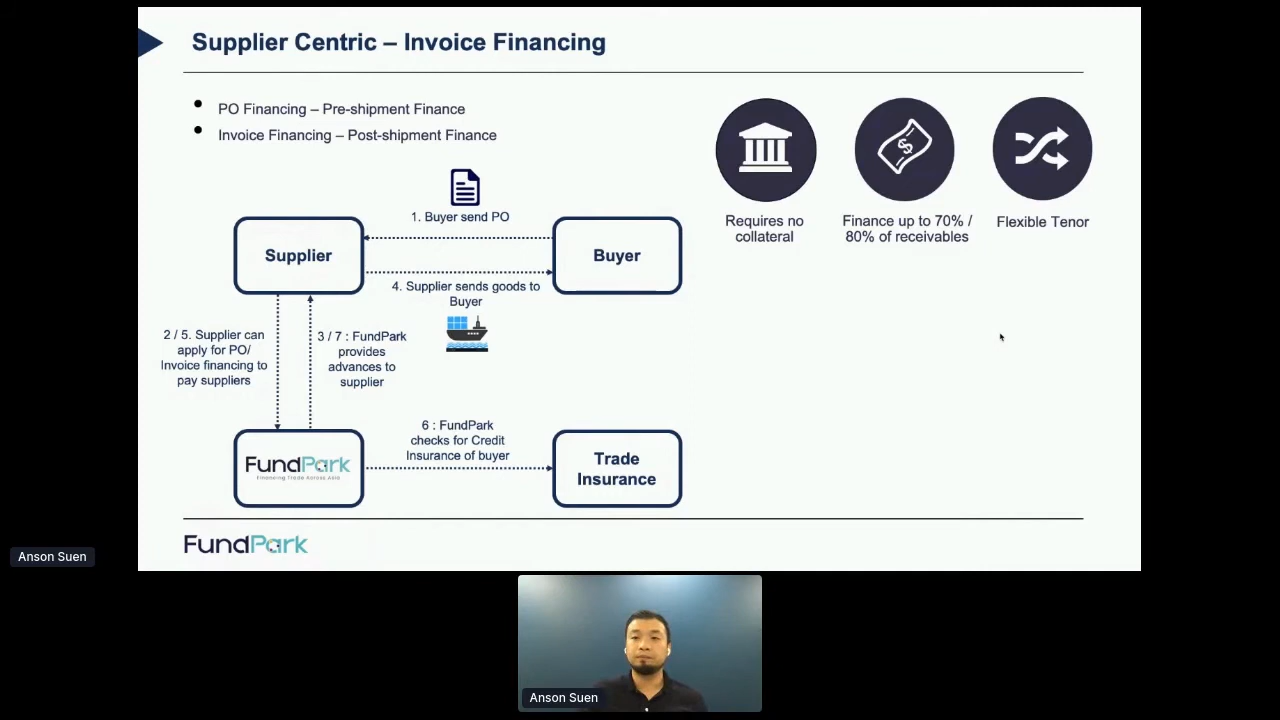 Supplier Centric – Invoice Financing
PO Financing – Pre-shipment Finance
Invoice Financing – Post-shipment Finance
Requires no
collateral
Finance up to 70% /
80% of receivables
Flexible Tenor
1. Buyer send PO
Supplier
Buyer
4. Supplier sends goods to
Buyer
2 / 5. Supplier can
apply for PO/
Invoice financing to
pay suppliers
3 / 7 : FundPark
provides
advances to
supplier
6 : FundPark
checks for Credit
Insurance of buyer
FundPark
Financing Trade Across Asia
Trade
Insurance
FundPark
Anson Suen
Anson Suen